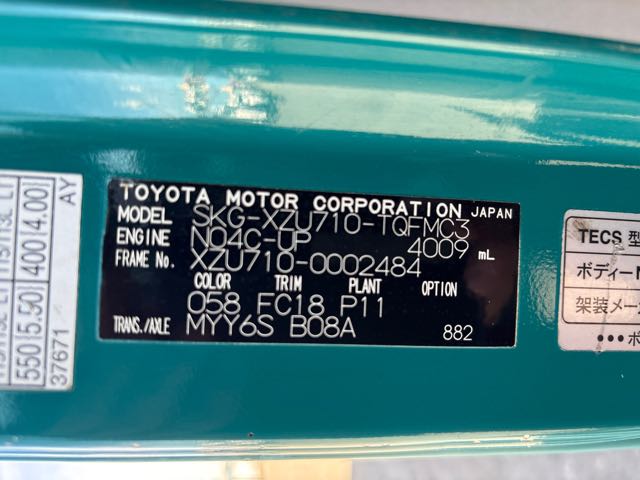 TOYOTA MOTOR CORPORATION JAPAN
MODEL SKG-XZU710-TQFMC3
ENGINE N04C-UP 4009 mL
FRAME No. XZU710-0002484
COLOR TRIM PLANT OPTION
058 FC18 P11
TRANS./AXLE MYY6S B08A 882
550[5.50] 400[4.00]
37671 AY
TECS 型
ボディーN
架装メー
●●●ボ